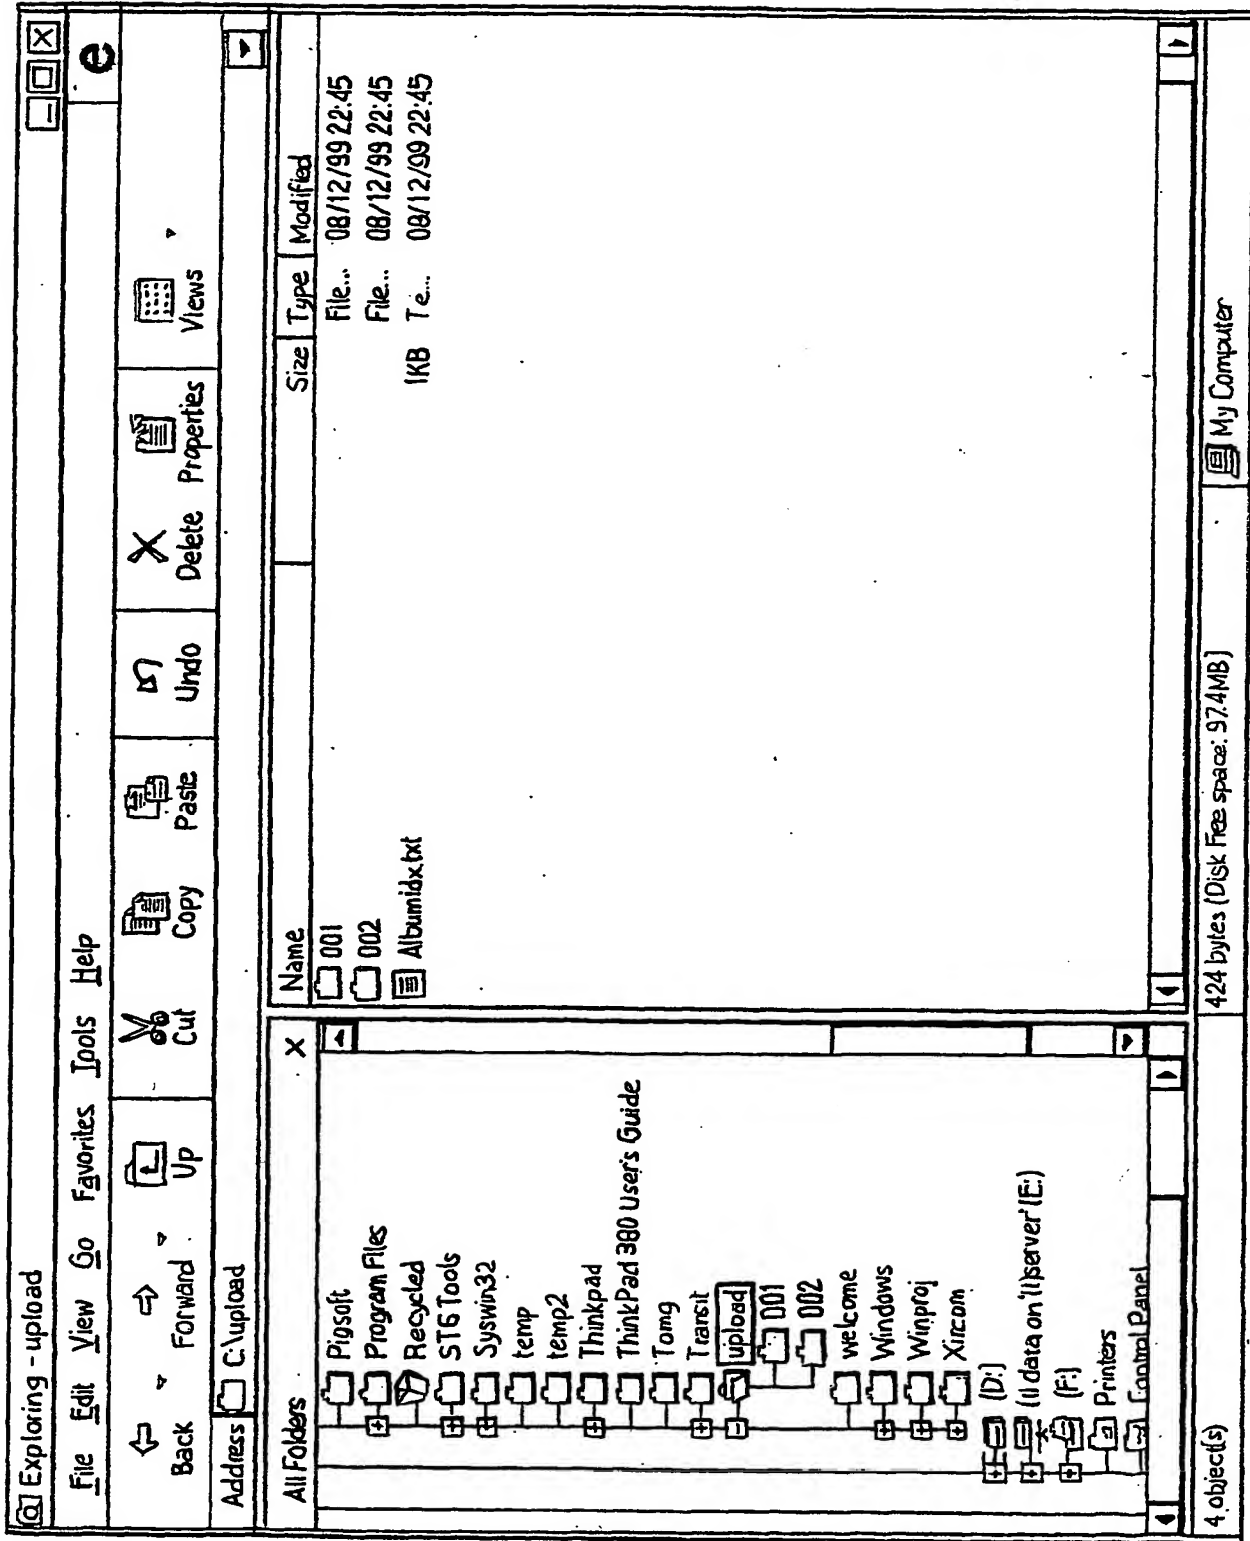 Exploring - upload
File Edit View Go Favorites Tools Help
Back Forward Up Cut Copy Paste Undo Delete Properties Views
Address C:\upload
All Folders
Pigsoft
Program Files
Recycled
ST6 Tools
Syswin32
temp
temp2
Thinkpad
ThinkPad 380 User's Guide
Tomg
Transit
upload
001
002
welcome
Windows
Winproj
Xircom
(D:)
(F:)
Printers
Control Panel
Name Size Type Modified
001 File... 08/12/99 22:45
002 File... 08/12/99 22:45
Albumidx.txt 1KB Te... 08/12/99 22:45
4 object(s) 424 bytes (Disk Free space: 97.4MB) My Computer